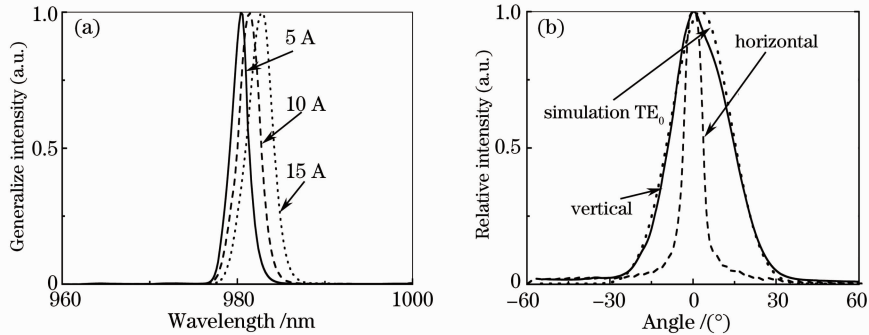 (a)
1.0
0.5
0
5 A
10 A
15 A
960
980
1000
Generalize intensity (a.u.)
Wavelength /nm
(b)
1.0
0.5
0
horizontal
simulation TE₀
vertical
−60
−30
0
30
60
Relative intensity (a.u.)
Angle /(°)